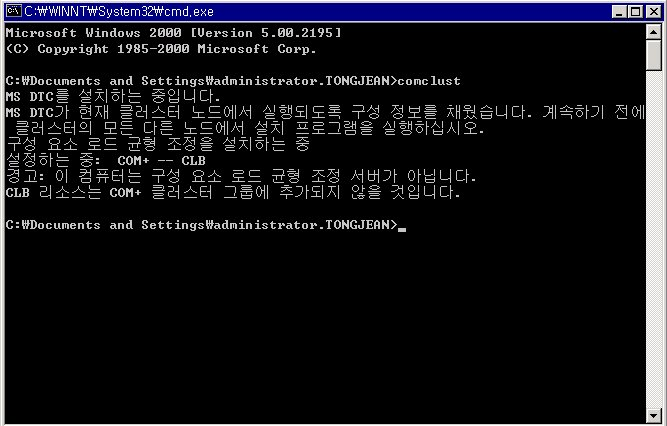 C:₩WINNT₩System32₩cmd.exe
Microsoft Windows 2000 [Version 5.00.2195]
(C) Copyright 1985-2000 Microsoft Corp.
C:₩Documents and Settings₩administrator.TONGJEAN>comclust
MS DTC를 설치하는 중입니다.
MS DTC가 현재 클러스터 노드에서 실행되도록 구성 정보를 채웠습니다. 계속하기 전에
클러스터의 모든 다른 노드에서 설치 프로그램을 실행하십시오.
구성 요소 로드 균형 조정을 설치하는 중
설정하는 중: COM+ -- CLB
경고: 이 컴퓨터는 구성 요소 로드 균형 조정 서버가 아닙니다.
CLB 리소스는 COM+ 클러스터 그룹에 추가되지 않을 것입니다.
C:₩Documents and Settings₩administrator.TONGJEAN>_